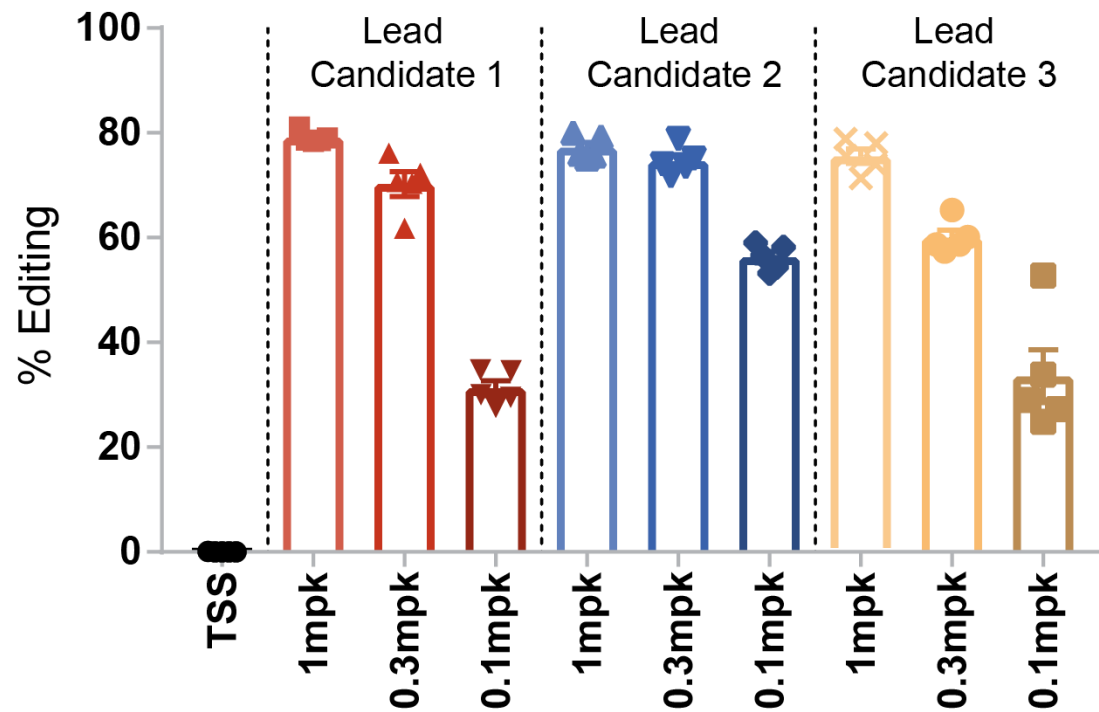 % Editing
100
80
60
40
20
0
Lead
Candidate 1
Lead
Candidate 2
Lead
Candidate 3
TSS
1mpk
0.3mpk
0.1mpk
1mpk
0.3mpk
0.1mpk
1mpk
0.3mpk
0.1mpk